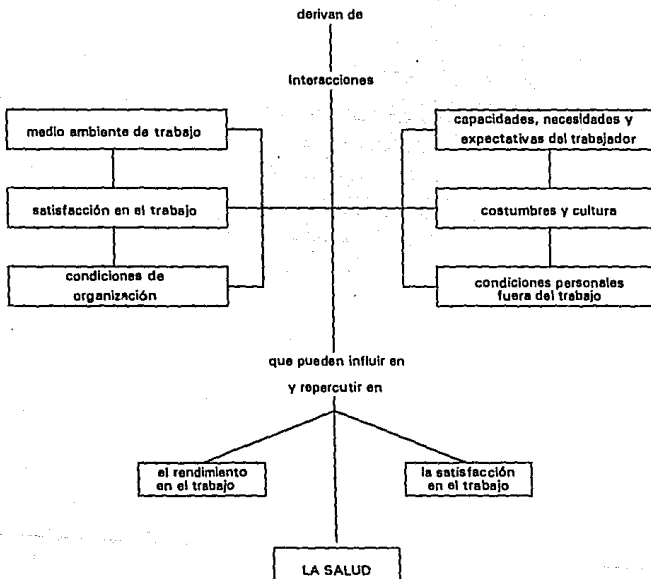 derivan de
Interacciones
medio ambiente de trabajo
satisfacción en el trabajo
condiciones de
organización
capacidades, necesidades y
expectativas del trabajador
costumbres y cultura
condiciones personales
fuera del trabajo
que pueden influir en
y repercutir en
el rendimiento
en el trabajo
la satisfacción
en el trabajo
LA SALUD